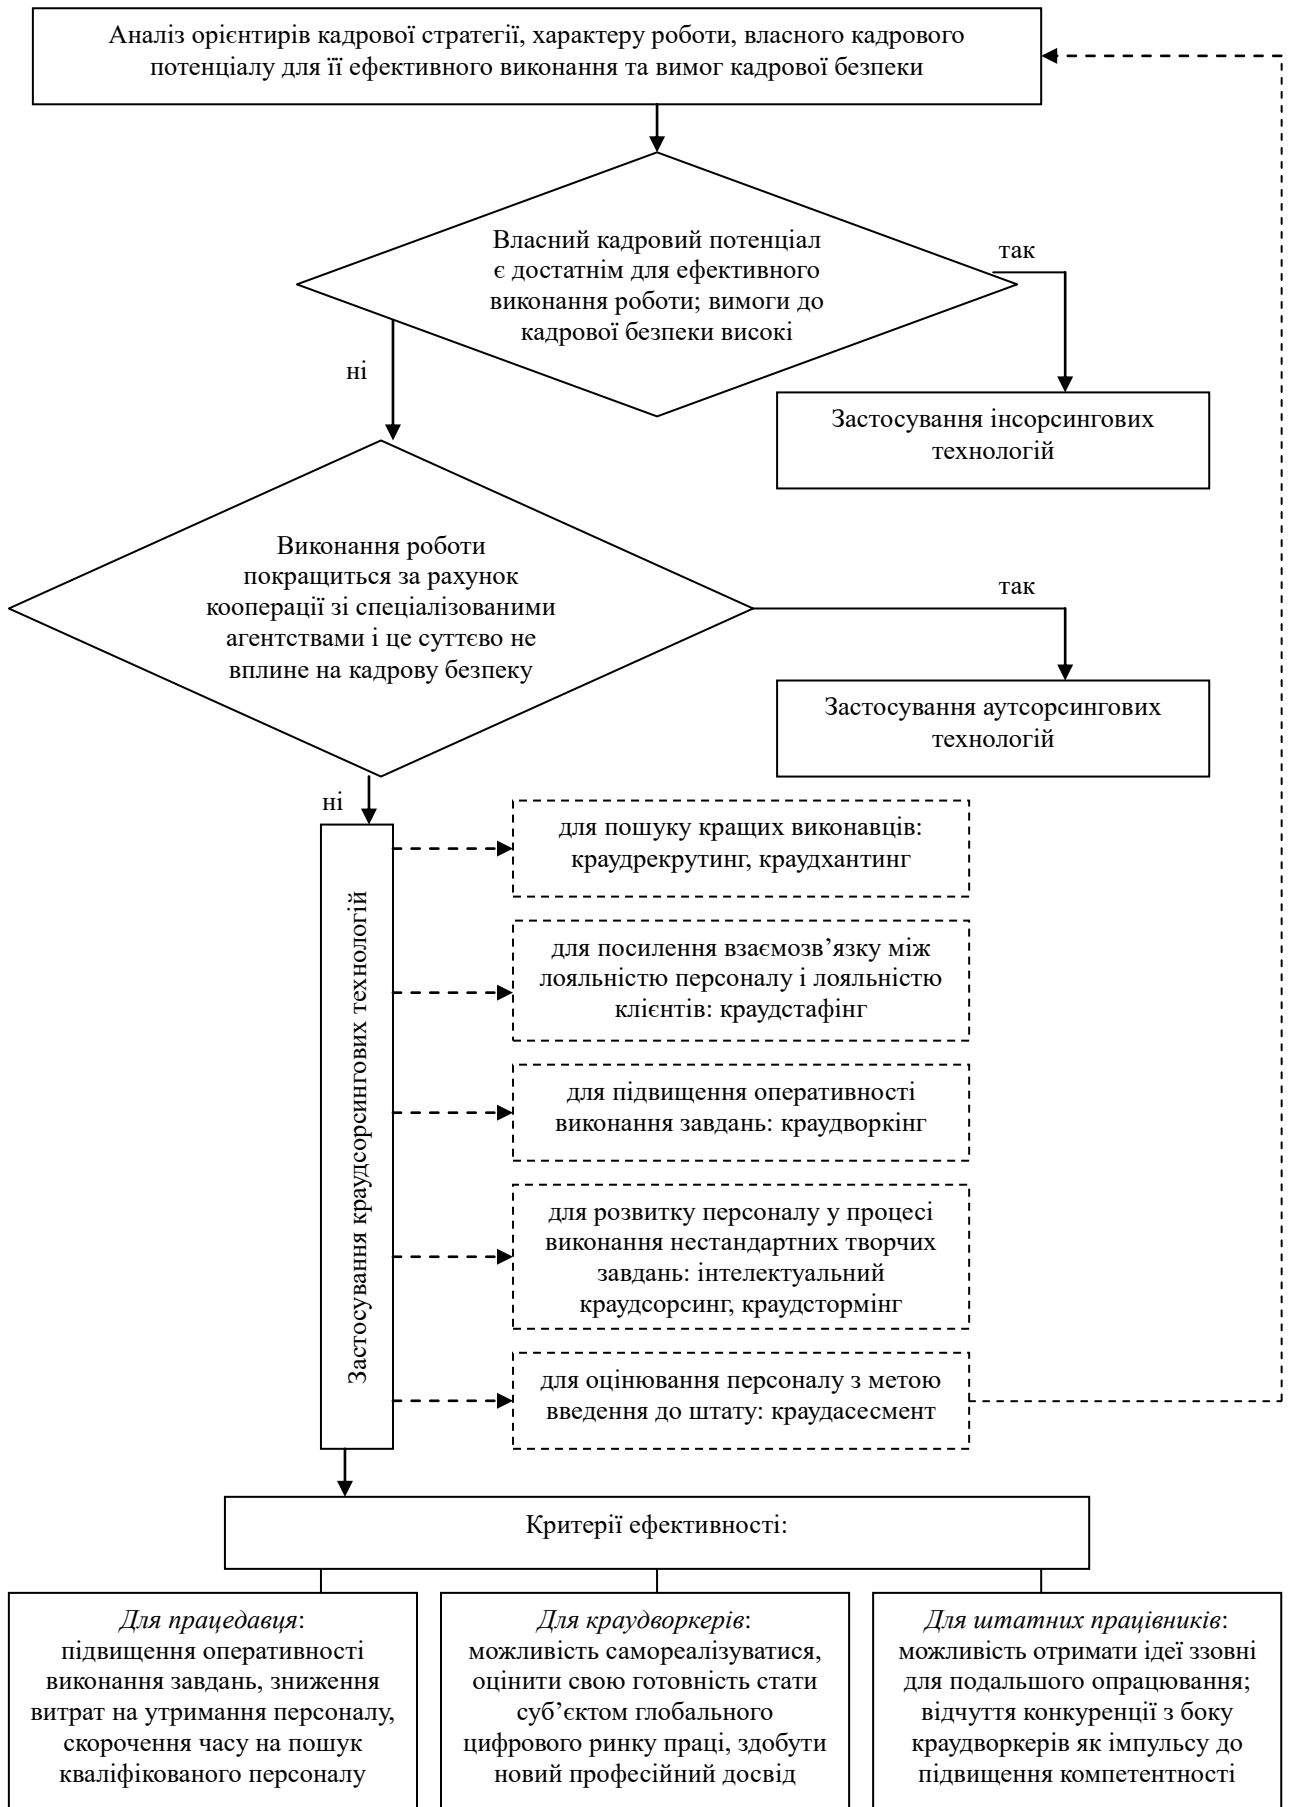 Аналіз орієнтирів кадрової стратегії, характеру роботи, власного кадрового
потенціалу для її ефективного виконання та вимог кадрової безпеки
Власний кадровий потенціал
є достатнім для ефективного
виконання роботи; вимоги до
кадрової безпеки високі
так
ні
Застосування інсорсингових
технологій
Виконання роботи
покращиться за рахунок
кооперації зі спеціалізованими
агентствами і це суттєво не
вплине на кадрову безпеку
так
Застосування аутсорсингових
технологій
ні
Застосування краудсорсингових технологій
для пошуку кращих виконавців:
краудрекрутинг, краудхантинг
для посилення взаємозв’язку між
лояльністю персоналу і лояльністю
клієнтів: краудстафінг
для підвищення оперативності
виконання завдань: краудворкінг
для розвитку персоналу у процесі
виконання нестандартних творчих
завдань: інтелектуальний
краудсорсинг, краудстормінг
для оцінювання персоналу з метою
введення до штату: краудасесмент
Критерії ефективності:
Для працедавця:
підвищення оперативності
виконання завдань, зниження
витрат на утримання персоналу,
скорочення часу на пошук
кваліфікованого персоналу
Для краудворкерів:
можливість самореалізуватися,
оцінити свою готовність стати
суб’єктом глобального
цифрового ринку праці, здобути
новий професійний досвід
Для штатних працівників:
можливість отримати ідеї ззовні
для подальшого опрацювання;
відчуття конкуренції з боку
краудворкерів як імпульсу до
підвищення компетентності